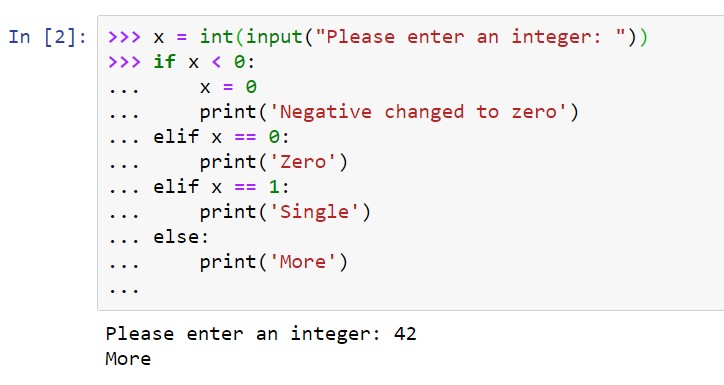 In [2]: >>> x = int(input("Please enter an integer: "))
>>> if x < 0:
...     x = 0
...     print('Negative changed to zero')
... elif x == 0:
...     print('Zero')
... elif x == 1:
...     print('Single')
... else:
...     print('More')
...
Please enter an integer: 42
More